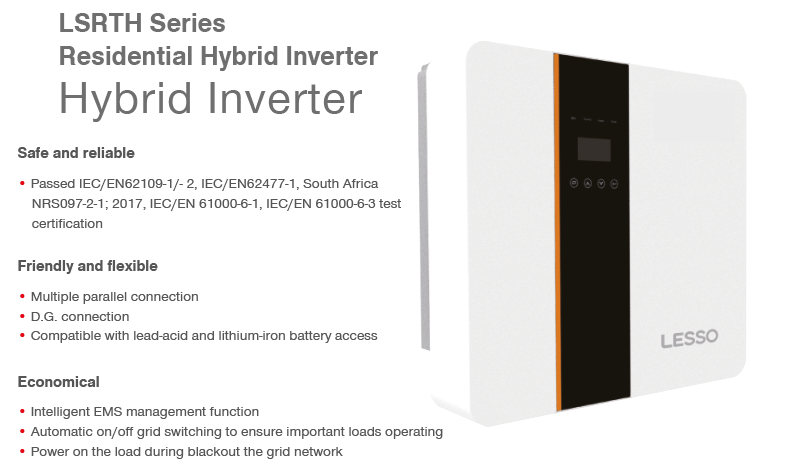 LSRTH Series
Residential Hybrid Inverter
Hybrid Inverter
Safe and reliable
• Passed IEC/EN62109-1/- 2, IEC/EN62477-1, South Africa
NRS097-2-1; 2017, IEC/EN 61000-6-1, IEC/EN 61000-6-3 test
certification
Friendly and flexible
• Multiple parallel connection
• D.G. connection
• Compatible with lead-acid and lithium-iron battery access
Economical
• Intelligent EMS management function
• Automatic on/off grid switching to ensure important loads operating
• Power on the load during blackout the grid network
LESSO